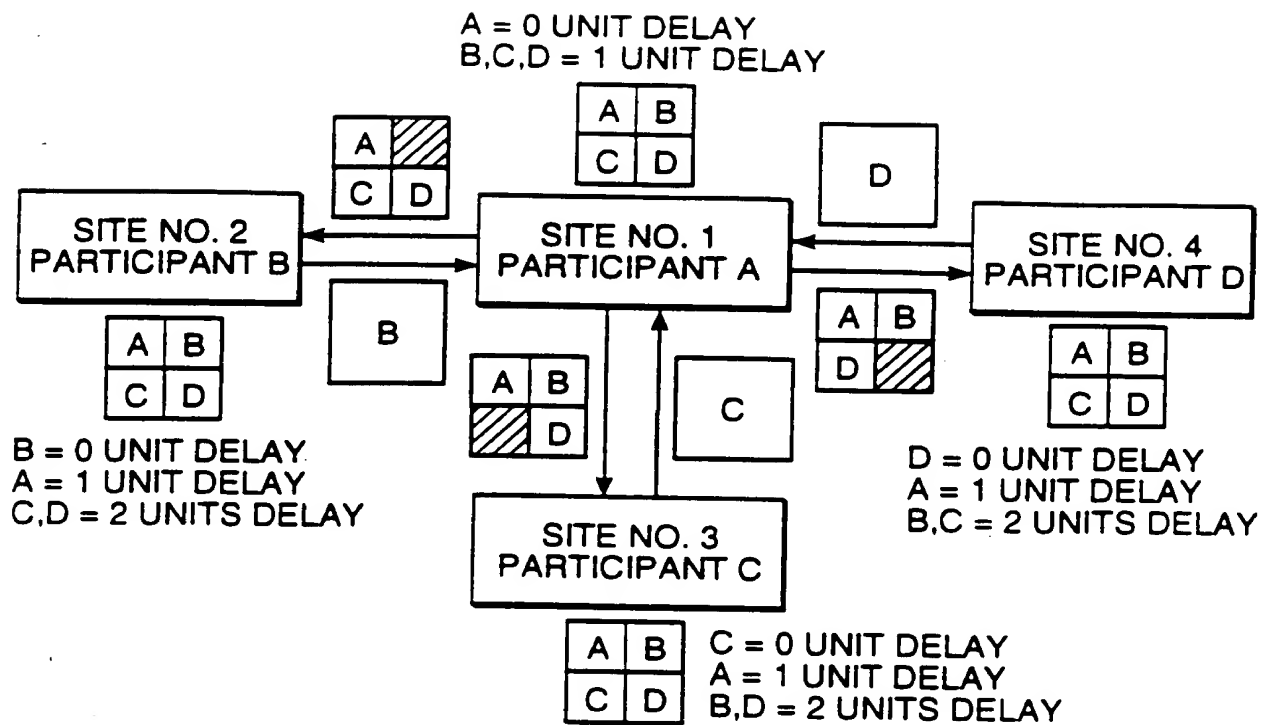 A = 0 UNIT DELAY
B,C,D = 1 UNIT DELAY
A B
C D
A
C D
D
SITE NO. 2
PARTICIPANT B
SITE NO. 1
PARTICIPANT A
SITE NO. 4
PARTICIPANT D
B
A B
D
A B
C D
A B
D
C
A B
C D
B = 0 UNIT DELAY
A = 1 UNIT DELAY
C,D = 2 UNITS DELAY
D = 0 UNIT DELAY
A = 1 UNIT DELAY
B,C = 2 UNITS DELAY
SITE NO. 3
PARTICIPANT C
A B
C D
C = 0 UNIT DELAY
A = 1 UNIT DELAY
B,D = 2 UNITS DELAY